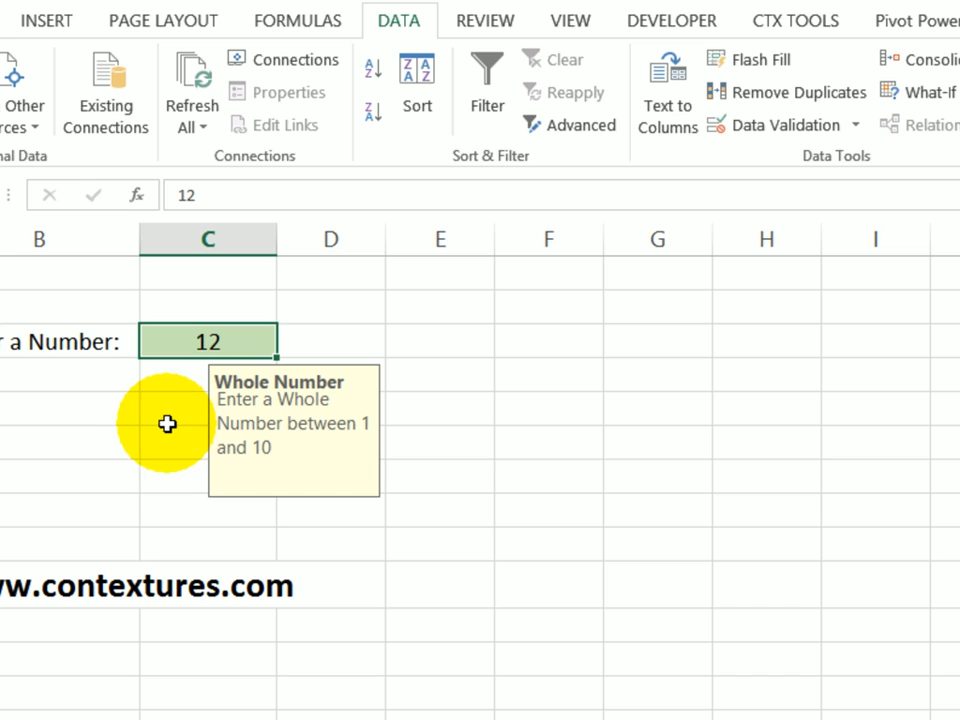 INSERT PAGE LAYOUT FORMULAS DATA REVIEW VIEW DEVELOPER CTX TOOLS Pivot Power
Connections
Properties
Edit Links
Other
rces
Existing
Connections
Refresh
All
Sort
Filter
Clear
Reapply
Advanced
Text to
Columns
Flash Fill
Remove Duplicates
Data Validation
Consoli
What-If
Relation
nal Data Connections Sort & Filter Data Tools
fx 12
B C D E F G H I
r a Number: 12
Whole Number
Enter a Whole
Number between 1
and 10
ww.contextures.com